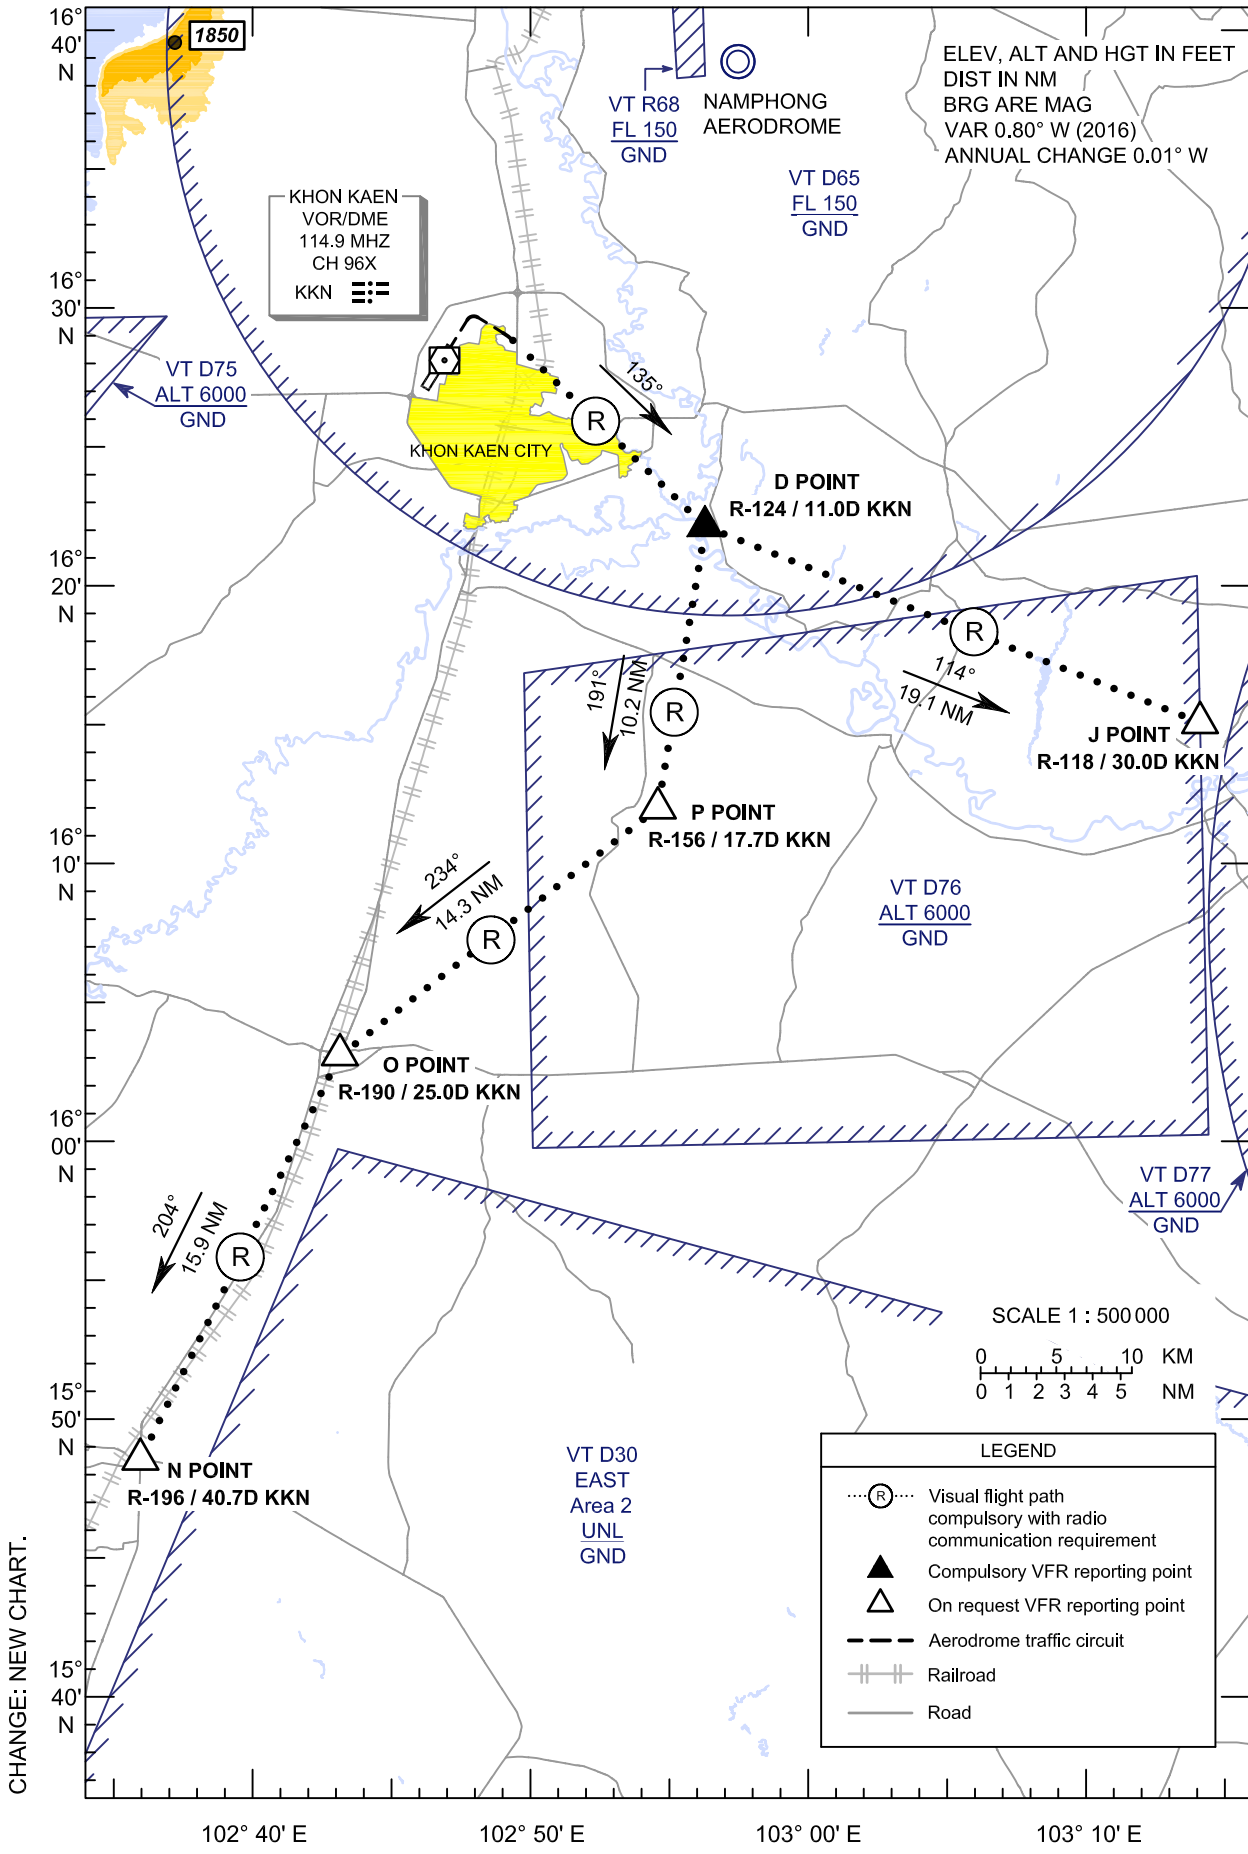 16°
40'
N
1850
ELEV, ALT AND HGT IN FEET
DIST IN NM
BRG ARE MAG
VAR 0.80° W (2016)
ANNUAL CHANGE 0.01° W
VT R68
FL 150
GND
NAMPHONG
AERODROME
VT D65
FL 150
GND
KHON KAEN
VOR/DME
114.9 MHZ
CH 96X
KKN
16°
30'
N
VT D75
ALT 6000
GND
135°
R
KHON KAEN CITY
D POINT
R-124 / 11.0D KKN
16°
20'
N
R
114°
19.1 NM
191°
10.2 NM
R
J POINT
R-118 / 30.0D KKN
P POINT
R-156 / 17.7D KKN
16°
10'
N
234°
14.3 NM
R
VT D76
ALT 6000
GND
O POINT
R-190 / 25.0D KKN
16°
00'
N
VT D77
ALT 6000
GND
204°
15.9 NM
R
SCALE 1 : 500 000
0 5 10 KM
0 1 2 3 4 5 NM
15°
50'
N
N POINT
R-196 / 40.7D KKN
VT D30
EAST
Area 2
UNL
GND
LEGEND
R Visual flight path
compulsory with radio
communication requirement
Compulsory VFR reporting point
On request VFR reporting point
Aerodrome traffic circuit
Railroad
Road
15°
40'
N
CHANGE: NEW CHART.
102° 40' E
102° 50' E
103° 00' E
103° 10' E